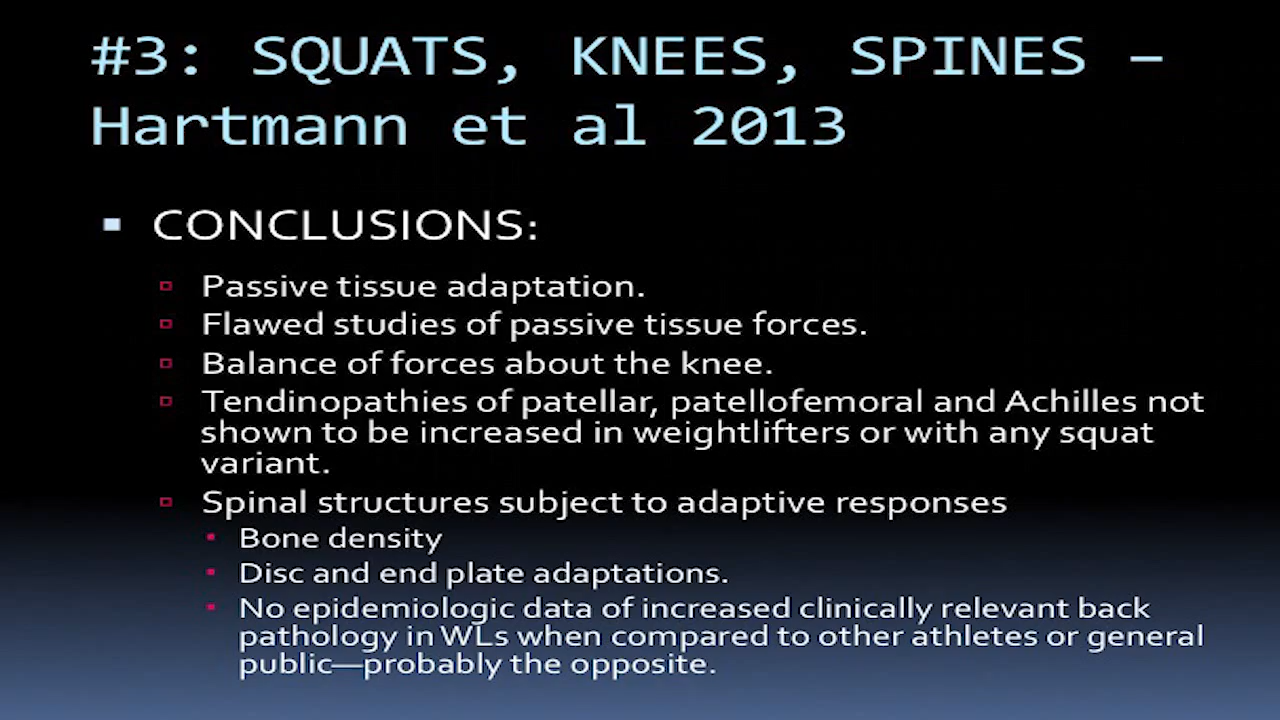 #3: SQUATS, KNEES, SPINES –
Hartmann et al 2013
CONCLUSIONS:
Passive tissue adaptation.
Flawed studies of passive tissue forces.
Balance of forces about the knee.
Tendinopathies of patellar, patellofemoral and Achilles not
shown to be increased in weightlifters or with any squat
variant.
Spinal structures subject to adaptive responses
Bone density
Disc and end plate adaptations.
No epidemiologic data of increased clinically relevant back
pathology in WLs when compared to other athletes or general
public—probably the opposite.